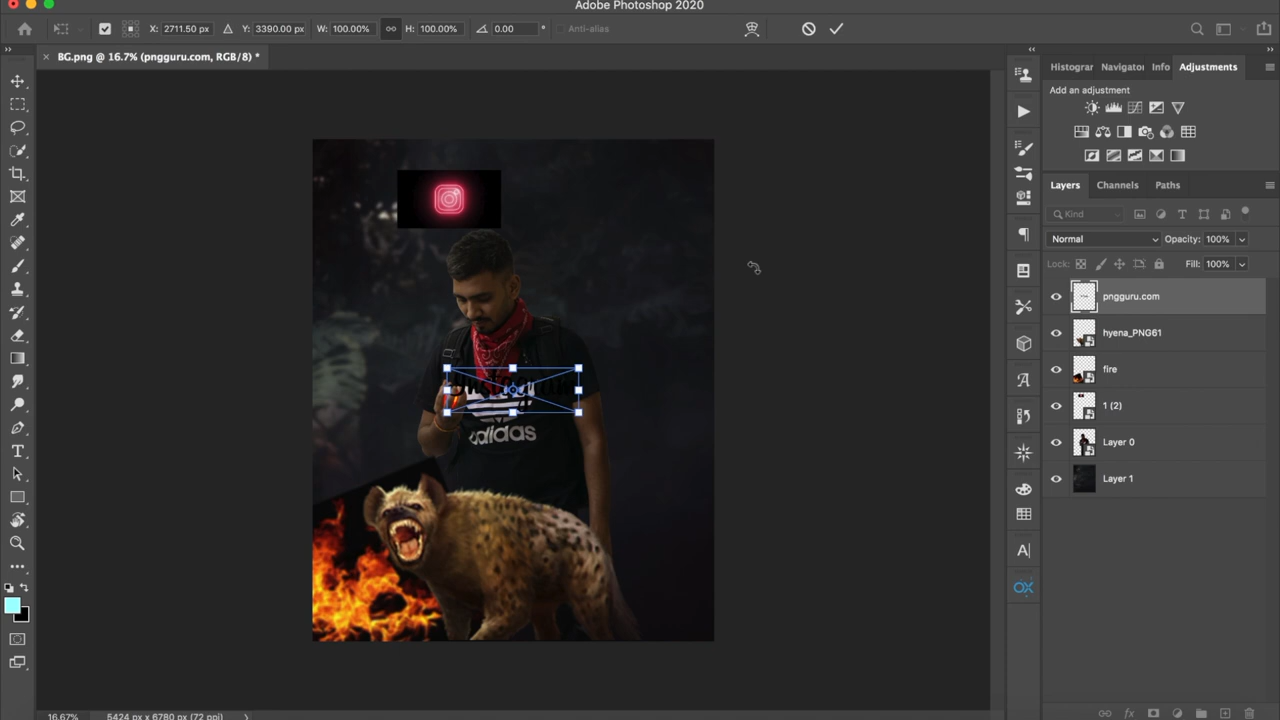 Adobe Photoshop 2020
X: 2711.50 px Y: 3390.00 px W: 100.00% H: 100.00% 0.00 ° Anti-alias
BG.png @ 16.7% (pngguru.com, RGB/8) *
Histogran Navigato Info Adjustments
Add an adjustment
Layers Channels Paths
Kind
Normal Opacity: 100%
Lock: Fill: 100%
pngguru.com
hyena_PNG61
fire
1 (2)
Layer 0
Layer 1
Instagram
adidas
16.67% 5424 px x 6780 px (72 ppi)